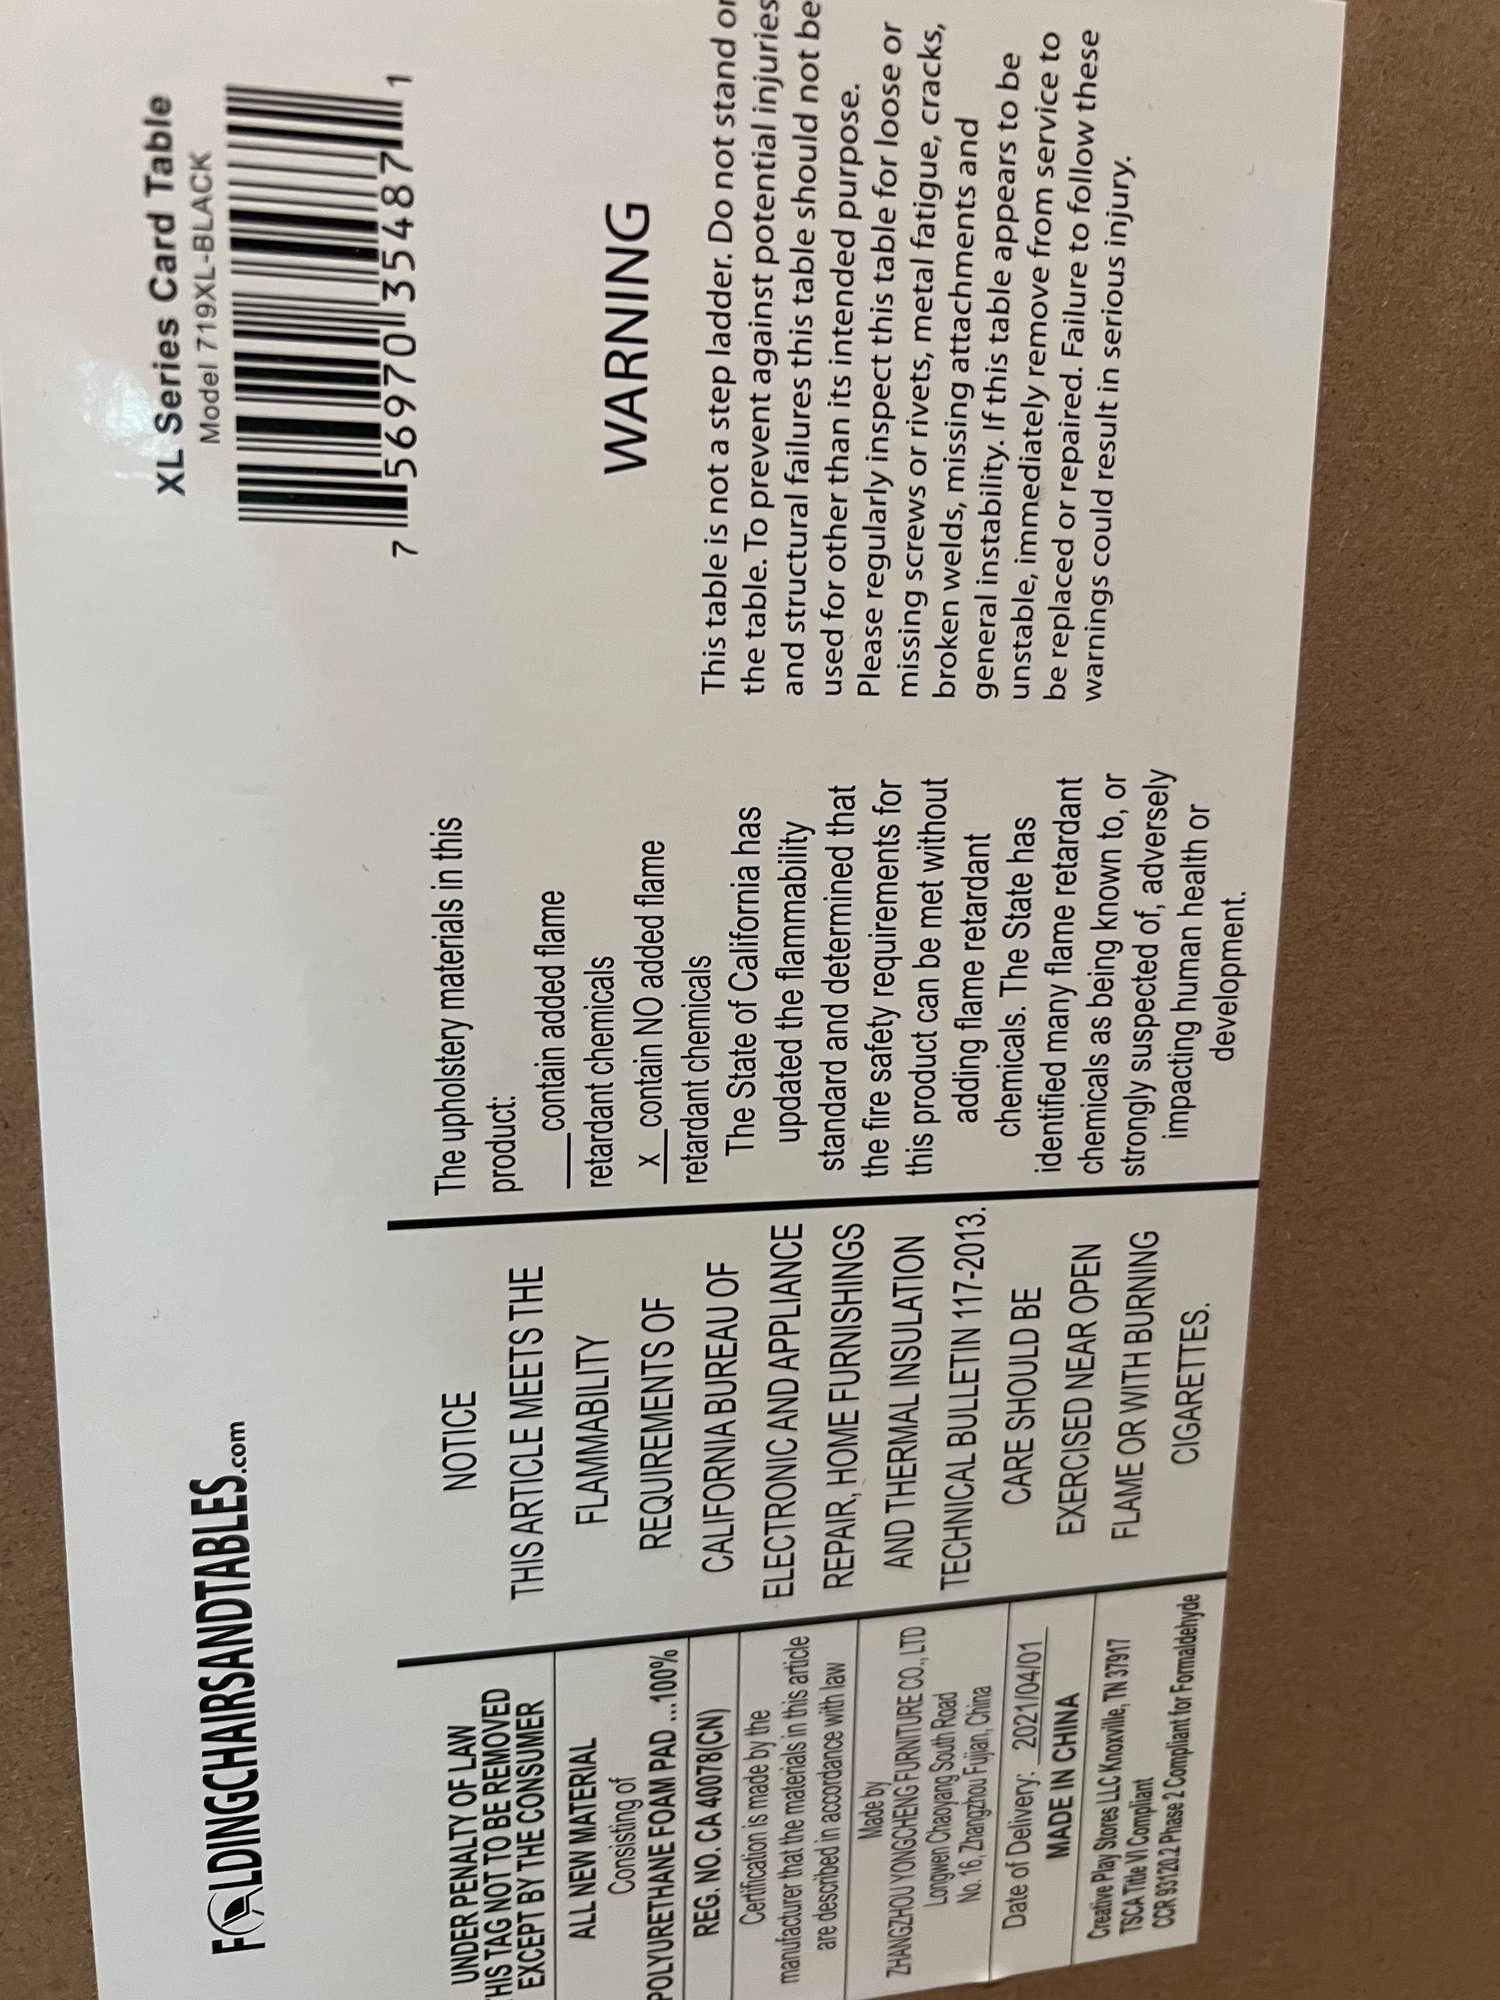 FOLDINGCHAIRSANDTABLES.com
XL Series Card Table
Model 719XL-BLACK
7 56970 35487 1
UNDER PENALTY OF LAW
THIS TAG NOT TO BE REMOVED
EXCEPT BY THE CONSUMER
ALL NEW MATERIAL
Consisting of
POLYURETHANE FOAM PAD ...100%
REG. NO. CA 40078(CN)
Certification is made by the
manufacturer that the materials in this article
are described in accordance with law
Made by
ZHANGZHOU YONGCHENG FURNITURE CO., LTD
Longwen Chaoyang South Road
No. 16, Zhangzhou Fujian, China
Date of Delivery: 2021/04/01
MADE IN CHINA
Creative Play Stores LLC Knoxville, TN 37917
TSCA Title VI Compliant
CCR 93120.2 Phase 2 Compliant for Formaldehyde
NOTICE
THIS ARTICLE MEETS THE
FLAMMABILITY
REQUIREMENTS OF
CALIFORNIA BUREAU OF
ELECTRONIC AND APPLIANCE
REPAIR, HOME FURNISHINGS
AND THERMAL INSULATION
TECHNICAL BULLETIN 117-2013.
CARE SHOULD BE
EXERCISED NEAR OPEN
FLAME OR WITH BURNING
CIGARETTES.
The upholstery materials in this
product:
___contain added flame
retardant chemicals
_X_contain NO added flame
retardant chemicals
The State of California has
updated the flammability
standard and determined that
the fire safety requirements for
this product can be met without
adding flame retardant
chemicals. The State has
identified many flame retardant
chemicals as being known to, or
strongly suspected of, adversely
impacting human health or
development.
WARNING
This table is not a step ladder. Do not stand on
the table. To prevent against potential injuries
and structural failures this table should not be
used for other than its intended purpose.
Please regularly inspect this table for loose or
missing screws or rivets, metal fatigue, cracks,
broken welds, missing attachments and
general instability. If this table appears to be
unstable, immediately remove from service to
be replaced or repaired. Failure to follow these
warnings could result in serious injury.